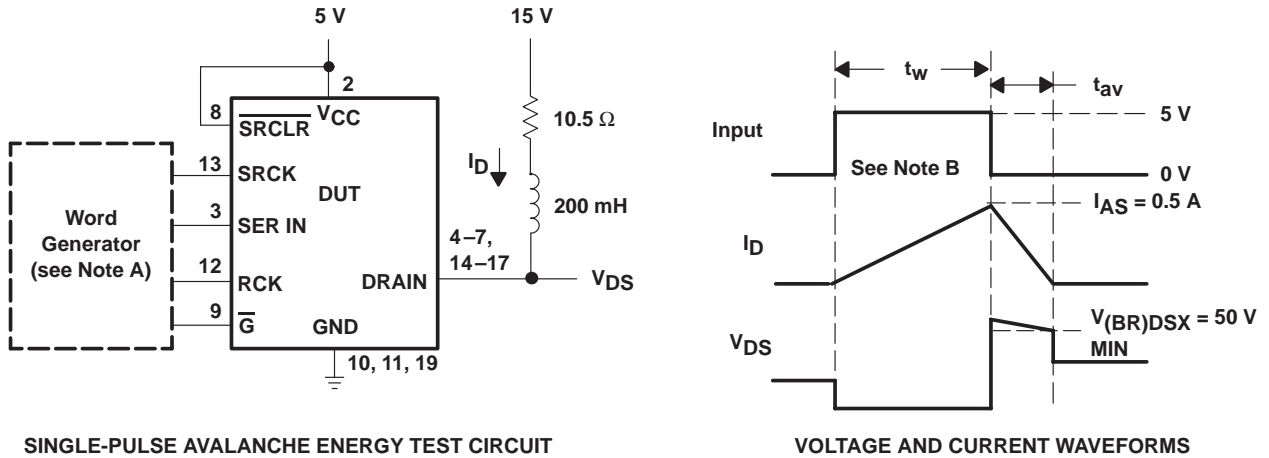 5 V
15 V
2
8
VCC
SRCLR
10.5 Ω
ID
13
SRCK
DUT
Word
Generator
(see Note A)
3
SER IN
200 mH
4–7,
14–17
12
RCK
DRAIN
VDS
9
G
GND
10, 11, 19
SINGLE-PULSE AVALANCHE ENERGY TEST CIRCUIT
tw
tav
5 V
Input
See Note B
0 V
IAS = 0.5 A
ID
V(BR)DSX = 50 V
MIN
VDS
VOLTAGE AND CURRENT WAVEFORMS